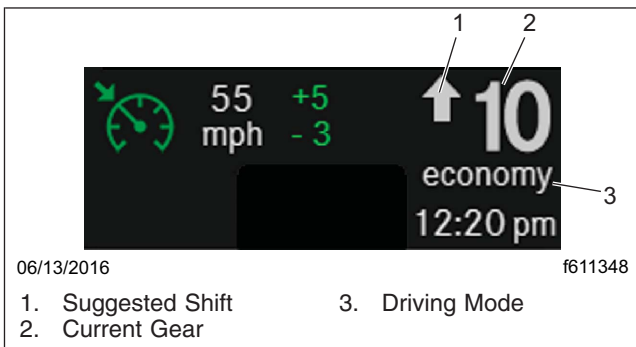 1 2
55 +5
mph - 3
10
economy
3
12:20 pm
06/13/2016 f611348
1. Suggested Shift 3. Driving Mode
2. Current Gear